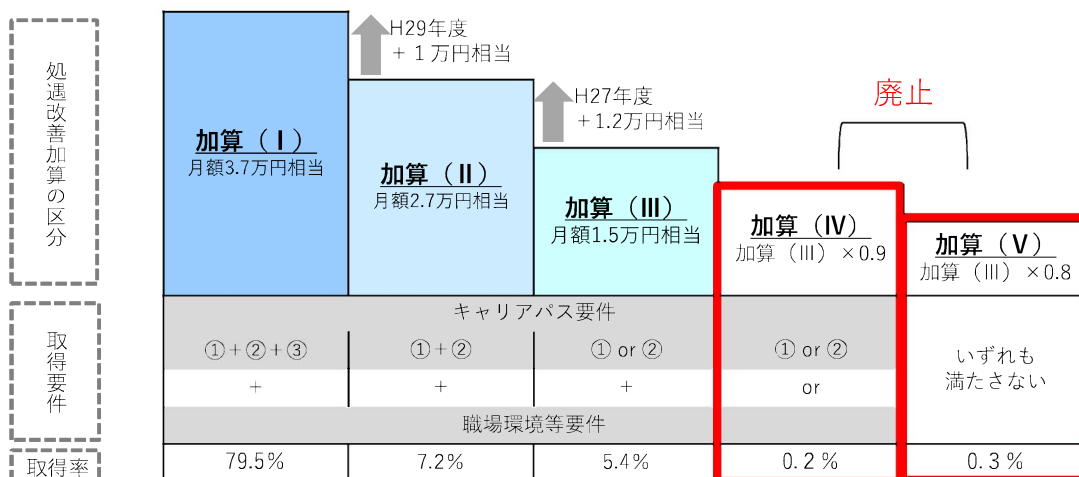 処遇改善加算の区分
H29年度
+ 1 万円相当
H27年度
+1.2万円相当
廃止
加算（Ⅰ）
月額3.7万円相当
加算（Ⅱ）
月額2.7万円相当
加算（Ⅲ）
月額1.5万円相当
加算（Ⅳ）
加算（Ⅲ）×0.9
加算（Ⅴ）
加算（Ⅲ）×0.8
取得要件
キャリアパス要件
①+②+③
①+②
① or ②
① or ②
いずれも
満たさない
+
+
+
or
職場環境等要件
取得率
79.5%
7.2%
5.4%
0.2%
0.3%